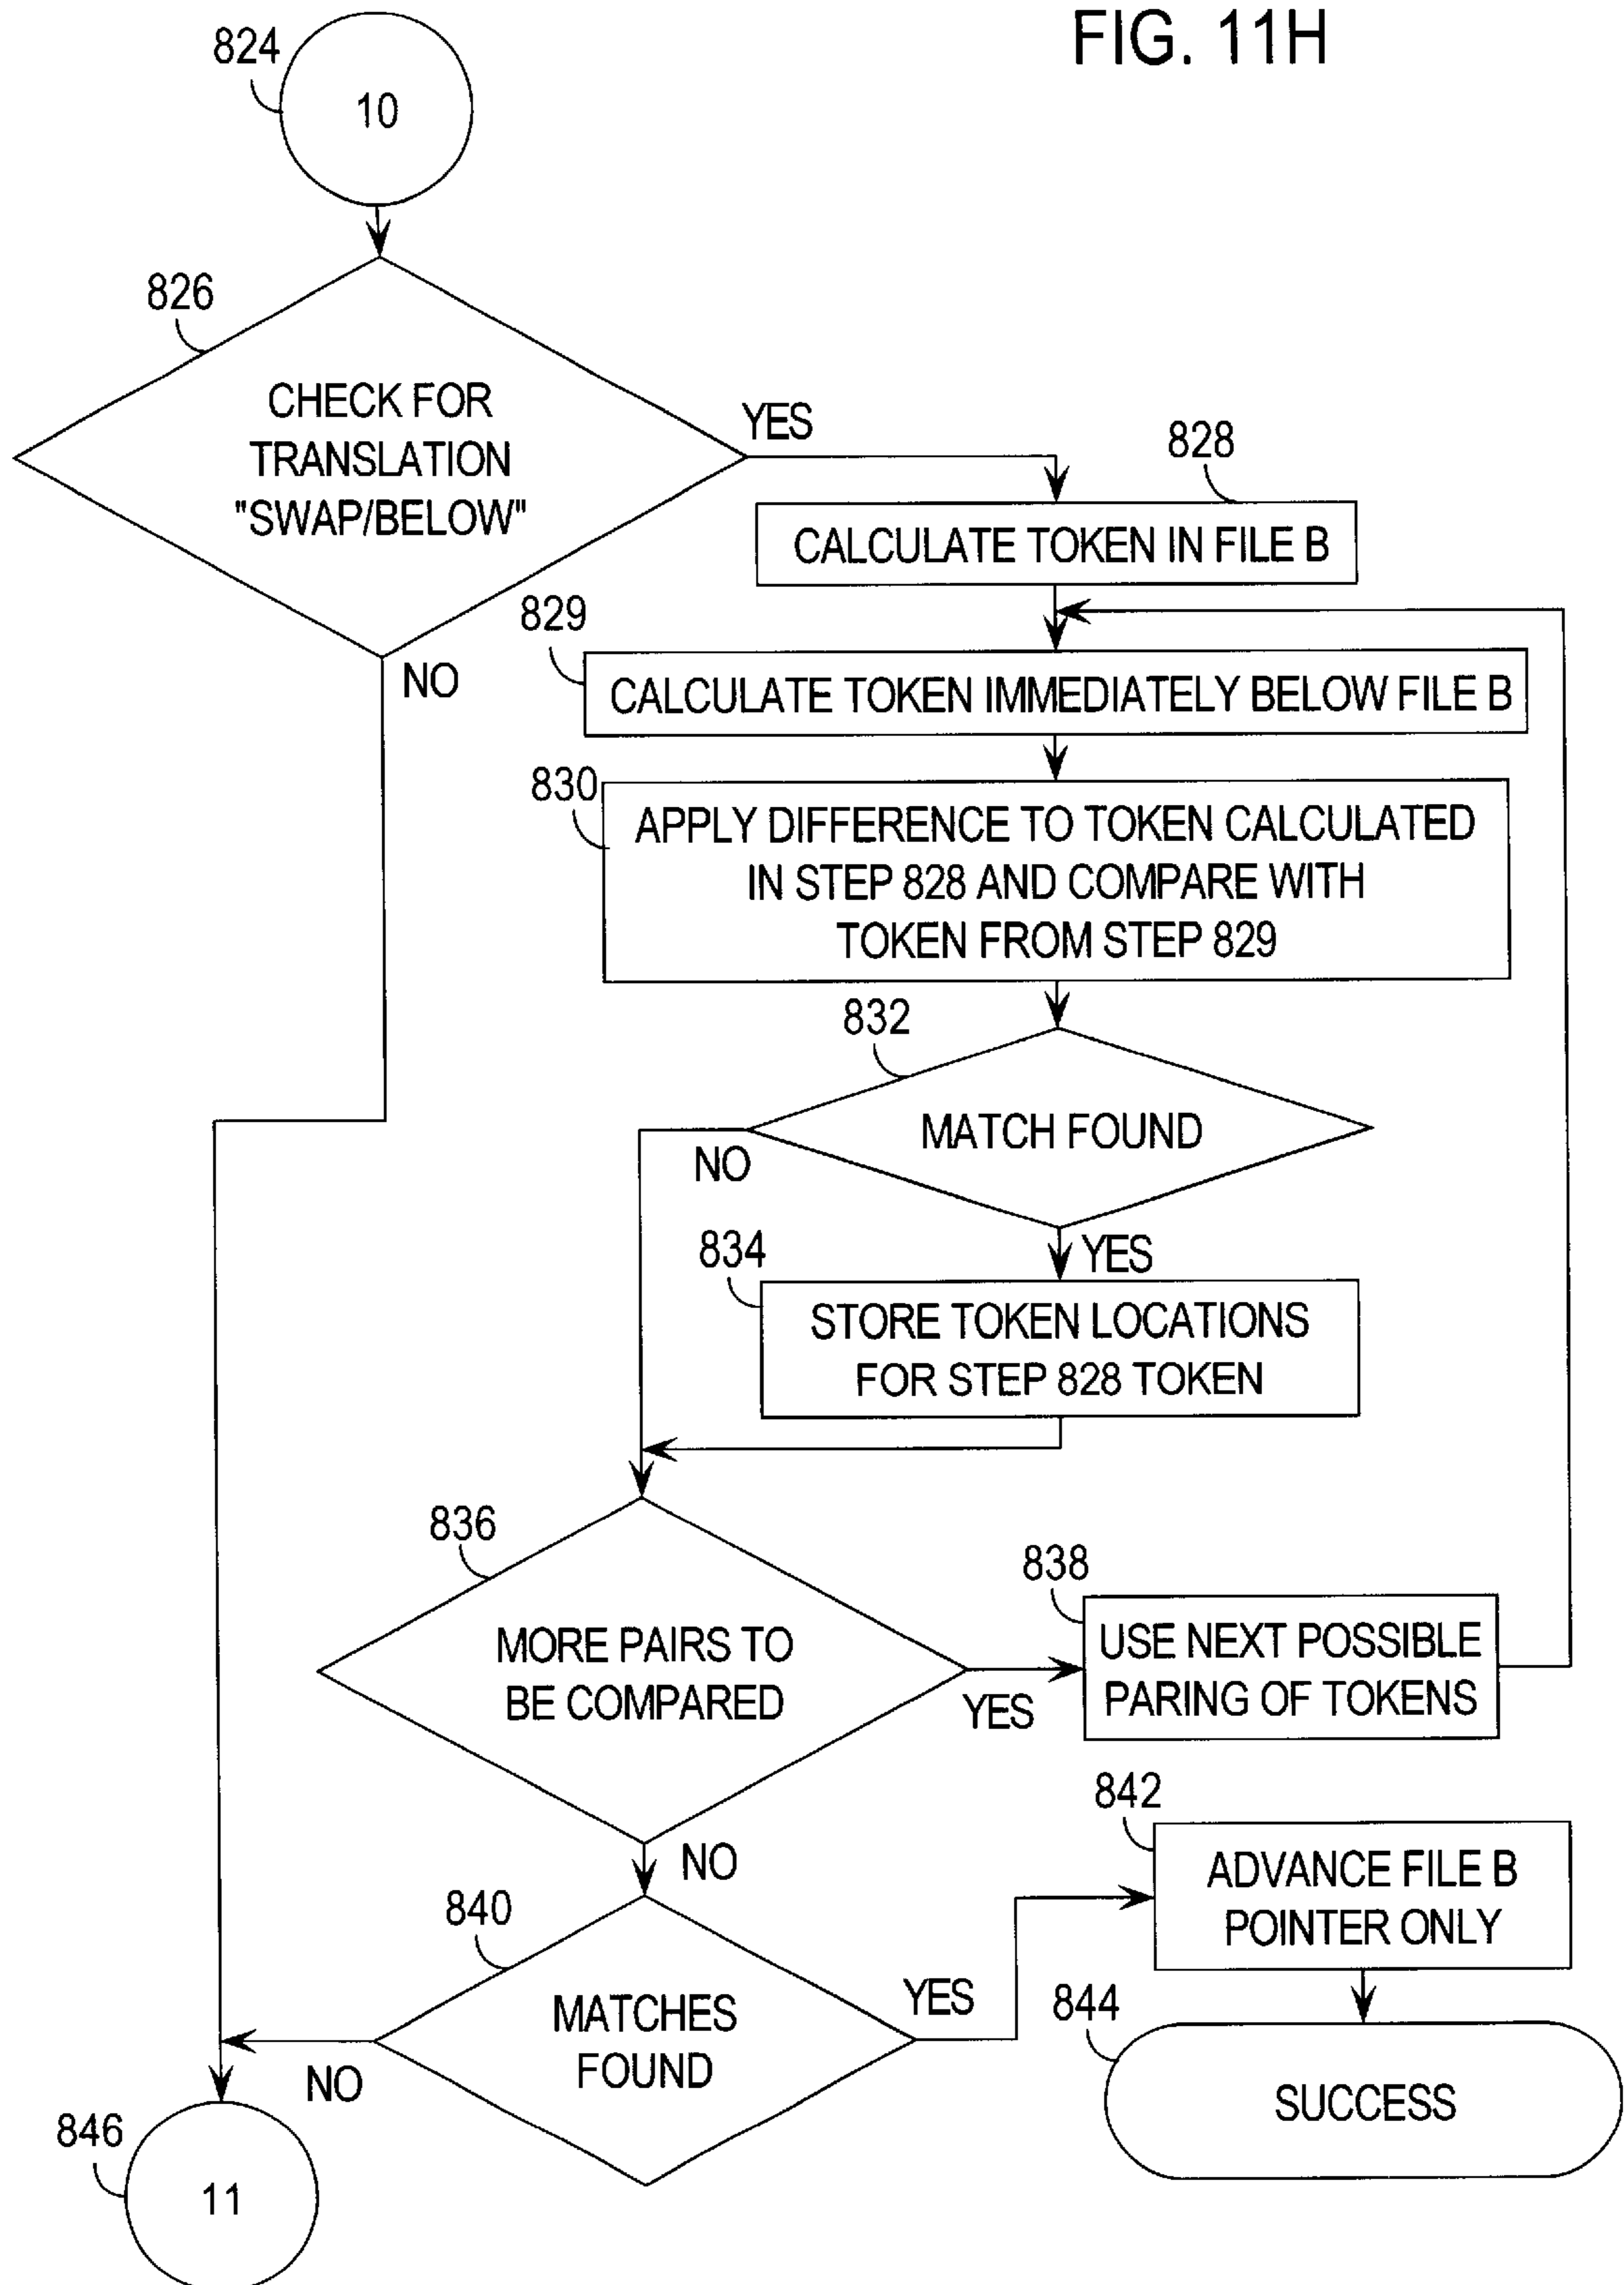 FIG. 11H
824
10
826
CHECK FOR
TRANSLATION
"SWAP/BELOW"
YES
NO
828
CALCULATE TOKEN IN FILE B
829
CALCULATE TOKEN IMMEDIATELY BELOW FILE B
830
APPLY DIFFERENCE TO TOKEN CALCULATED
IN STEP 828 AND COMPARE WITH
TOKEN FROM STEP 829
832
MATCH FOUND
NO
YES
834
STORE TOKEN LOCATIONS
FOR STEP 828 TOKEN
836
MORE PAIRS TO
BE COMPARED
YES
838
USE NEXT POSSIBLE
PARING OF TOKENS
NO
840
MATCHES
FOUND
YES
NO
842
ADVANCE FILE B
POINTER ONLY
844
SUCCESS
846
11